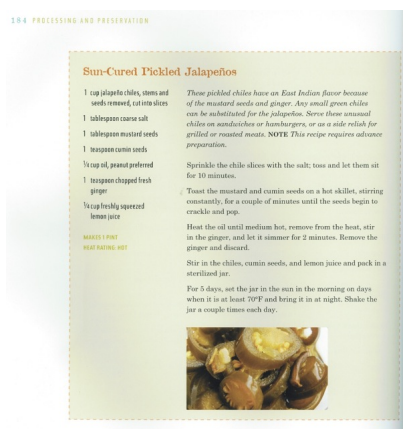 184 PROCESSING AND PRESERVATION
Sun-Cured Pickled Jalapeños
1 cup jalapeño chiles, stems and
seeds removed, cut into slices
1 tablespoon coarse salt
1 tablespoon mustard seeds
1 teaspoon cumin seeds
¼ cup oil, peanut preferred
1 teaspoon chopped fresh
ginger
¼ cup freshly squeezed
lemon juice
MAKES 1 PINT
HEAT RATING: HOT
These pickled chiles have an East Indian flavor because
of the mustard seeds and ginger. Any small green chiles
can be substituted for the jalapeños. Serve these unusual
chiles on sandwiches or hamburgers, or as a side relish for
grilled or roasted meats. NOTE This recipe requires advance
preparation.
Sprinkle the chile slices with the salt; toss and let them sit
for 10 minutes.
Toast the mustard and cumin seeds on a hot skillet, stirring
constantly, for a couple of minutes until the seeds begin to
crackle and pop.
Heat the oil until medium hot, remove from the heat, stir
in the ginger, and let it simmer for 2 minutes. Remove the
ginger and discard.
Stir in the chiles, cumin seeds, and lemon juice and pack in a
sterilized jar.
For 5 days, set the jar in the sun in the morning on days
when it is at least 70°F and bring it in at night. Shake the
jar a couple times each day.